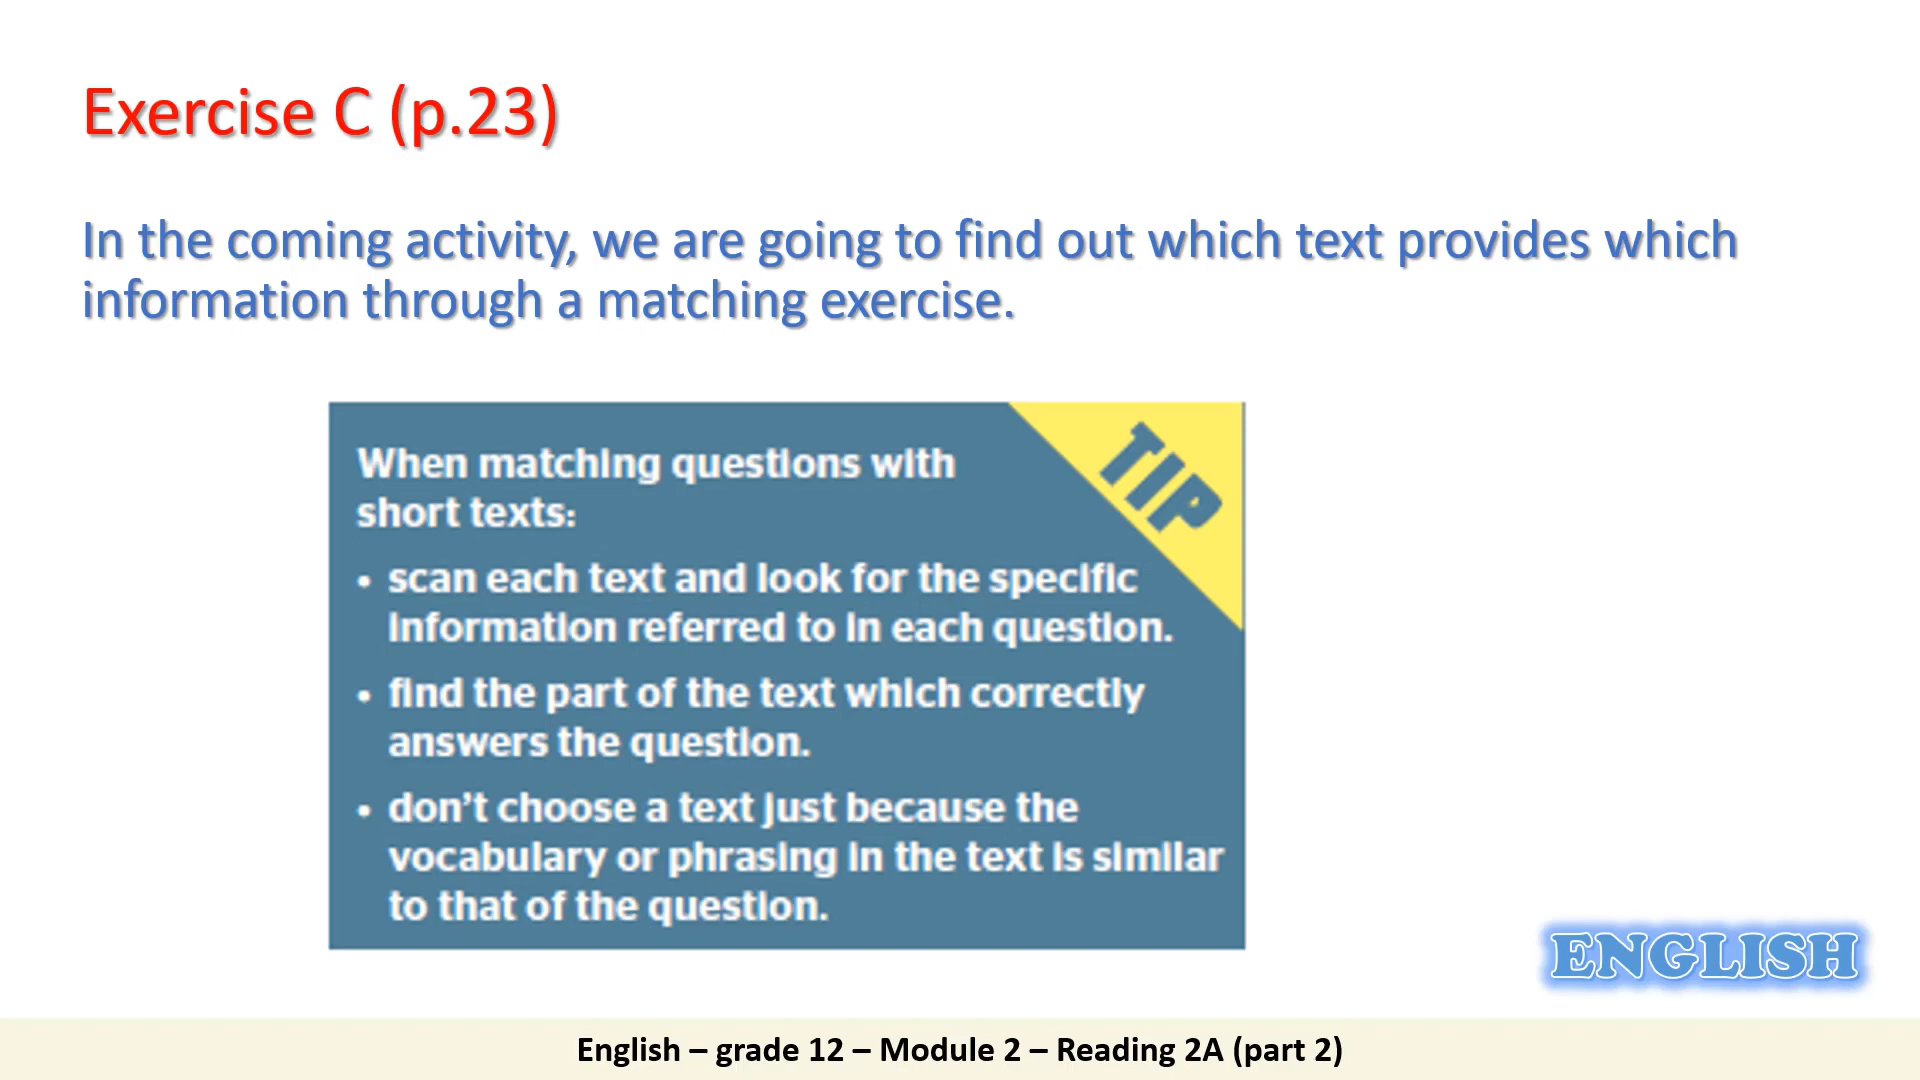 Exercise C (p.23)
In the coming activity, we are going to find out which text provides which
information through a matching exercise.
TIP
When matching questions with
short texts:
• scan each text and look for the specific
information referred to in each question.
• find the part of the text which correctly
answers the question.
• don't choose a text just because the
vocabulary or phrasing in the text is similar
to that of the question.
ENGLISH
English – grade 12 – Module 2 – Reading 2A (part 2)